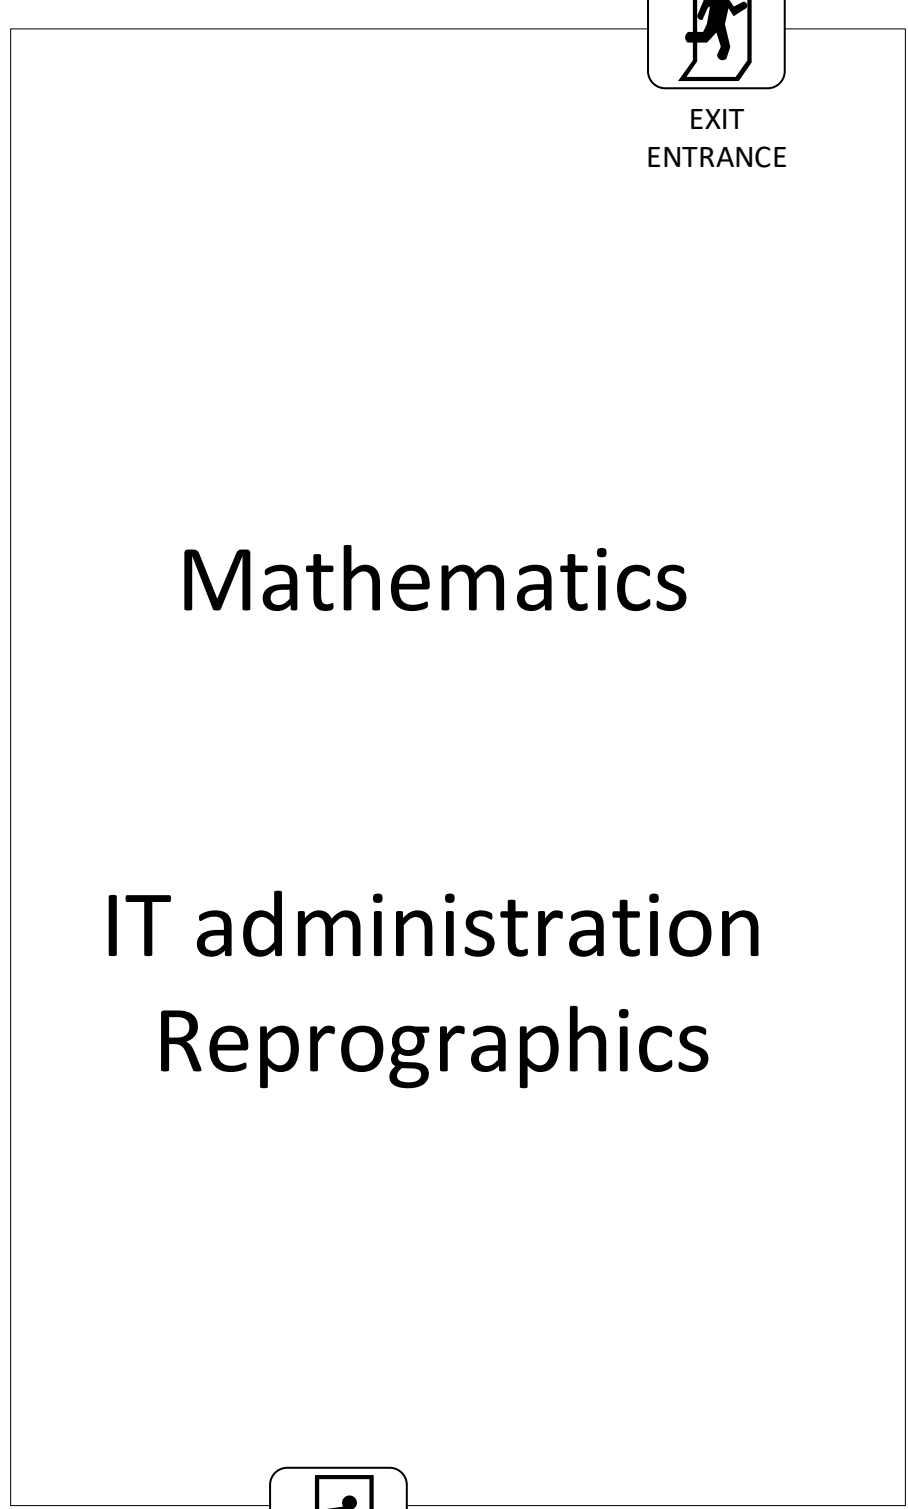 EXIT
ENTRANCE
Mathematics
IT administration
Reprographics